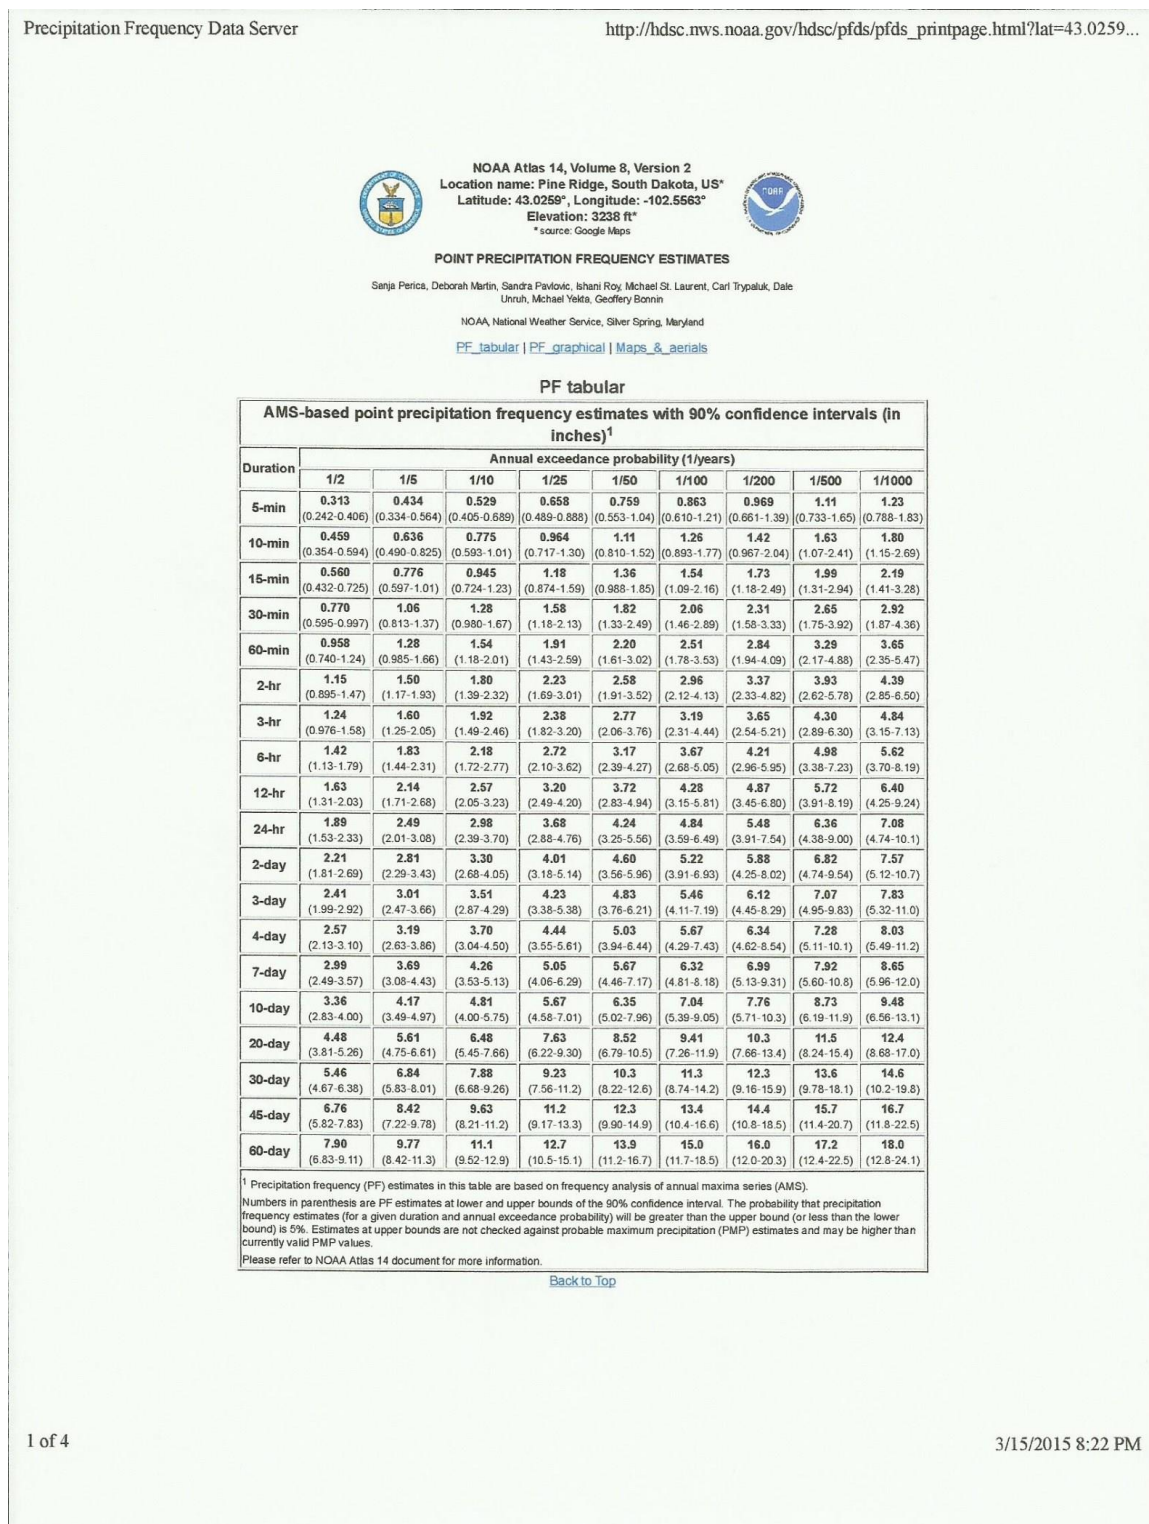 Precipitation Frequency Data Server
http://hdsc.nws.noaa.gov/hdsc/pfds/pfds_printpage.html?lat=43.0259...
NOAA Atlas 14, Volume 8, Version 2
Location name: Pine Ridge, South Dakota, US*
Latitude: 43.0259°, Longitude: -102.5563°
Elevation: 3238 ft*
* source: Google Maps
NOAA
POINT PRECIPITATION FREQUENCY ESTIMATES
Sanja Perica, Deborah Martin, Sandra Pavlovic, Ishani Roy, Michael St. Laurent, Carl Trypaluk, Dale
Unruh, Michael Yekta, Geoffery Bonnin
NOAA, National Weather Service, Silver Spring, Maryland
PF_tabular | PF_graphical | Maps_&_aerials
PF tabular
AMS-based point precipitation frequency estimates with 90% confidence intervals (in
inches)1
Duration
Annual exceedance probability (1/years)
1/2 1/5 1/10 1/25 1/50 1/100 1/200 1/500 1/1000
5-min
0.313 0.434 0.529 0.658 0.759 0.863 0.969 1.11 1.23
(0.242-0.406) (0.334-0.564) (0.405-0.689) (0.489-0.888) (0.553-1.04) (0.610-1.21) (0.661-1.39) (0.733-1.65) (0.788-1.83)
10-min
0.459 0.636 0.775 0.964 1.11 1.26 1.42 1.63 1.80
(0.354-0.594) (0.490-0.825) (0.593-1.01) (0.717-1.30) (0.810-1.52) (0.893-1.77) (0.967-2.04) (1.07-2.41) (1.15-2.69)
15-min
0.560 0.776 0.945 1.18 1.36 1.54 1.73 1.99 2.19
(0.432-0.725) (0.597-1.01) (0.724-1.23) (0.874-1.59) (0.988-1.85) (1.09-2.16) (1.18-2.49) (1.31-2.94) (1.41-3.28)
30-min
0.770 1.06 1.28 1.58 1.82 2.06 2.31 2.65 2.92
(0.595-0.997) (0.813-1.37) (0.980-1.67) (1.18-2.13) (1.33-2.49) (1.46-2.89) (1.58-3.33) (1.75-3.92) (1.87-4.36)
60-min
0.958 1.28 1.54 1.91 2.20 2.51 2.84 3.29 3.65
(0.740-1.24) (0.985-1.66) (1.18-2.01) (1.43-2.59) (1.61-3.02) (1.78-3.53) (1.94-4.09) (2.17-4.88) (2.35-5.47)
2-hr
1.15 1.50 1.80 2.23 2.58 2.96 3.37 3.93 4.39
(0.895-1.47) (1.17-1.93) (1.39-2.32) (1.69-3.01) (1.91-3.52) (2.12-4.13) (2.33-4.82) (2.62-5.78) (2.85-6.50)
3-hr
1.24 1.60 1.92 2.38 2.77 3.19 3.65 4.30 4.84
(0.976-1.58) (1.25-2.05) (1.49-2.46) (1.82-3.20) (2.06-3.76) (2.31-4.44) (2.54-5.21) (2.89-6.30) (3.15-7.13)
6-hr
1.42 1.83 2.18 2.72 3.17 3.67 4.21 4.98 5.62
(1.13-1.79) (1.44-2.31) (1.72-2.77) (2.10-3.62) (2.39-4.27) (2.68-5.05) (2.96-5.95) (3.38-7.23) (3.70-8.19)
12-hr
1.63 2.14 2.57 3.20 3.72 4.28 4.87 5.72 6.40
(1.31-2.03) (1.71-2.68) (2.05-3.23) (2.49-4.20) (2.83-4.94) (3.15-5.81) (3.45-6.80) (3.91-8.19) (4.25-9.24)
24-hr
1.89 2.49 2.98 3.68 4.24 4.84 5.48 6.36 7.08
(1.53-2.33) (2.01-3.08) (2.39-3.70) (2.88-4.76) (3.25-5.56) (3.59-6.49) (3.91-7.54) (4.38-9.00) (4.74-10.1)
2-day
2.21 2.81 3.30 4.01 4.60 5.22 5.88 6.82 7.57
(1.81-2.69) (2.29-3.43) (2.68-4.05) (3.18-5.14) (3.56-5.96) (3.91-6.93) (4.25-8.02) (4.74-9.54) (5.12-10.7)
3-day
2.41 3.01 3.51 4.23 4.83 5.46 6.12 7.07 7.83
(1.99-2.92) (2.47-3.66) (2.87-4.29) (3.38-5.38) (3.76-6.21) (4.11-7.19) (4.45-8.29) (4.95-9.83) (5.32-11.0)
4-day
2.57 3.19 3.70 4.44 5.03 5.67 6.34 7.28 8.03
(2.13-3.10) (2.63-3.86) (3.04-4.50) (3.55-5.61) (3.94-6.44) (4.29-7.43) (4.62-8.54) (5.11-10.1) (5.49-11.2)
7-day
2.99 3.69 4.26 5.05 5.67 6.32 6.99 7.92 8.65
(2.49-3.57) (3.08-4.43) (3.53-5.13) (4.06-6.29) (4.46-7.17) (4.81-8.18) (5.13-9.31) (5.60-10.8) (5.96-12.0)
10-day
3.36 4.17 4.81 5.67 6.35 7.04 7.76 8.73 9.48
(2.83-4.00) (3.49-4.97) (4.00-5.75) (4.58-7.01) (5.02-7.96) (5.39-9.05) (5.71-10.3) (6.19-11.9) (6.56-13.1)
20-day
4.48 5.61 6.48 7.63 8.52 9.41 10.3 11.5 12.4
(3.81-5.26) (4.75-6.61) (5.45-7.66) (6.22-9.30) (6.79-10.5) (7.26-11.9) (7.66-13.4) (8.24-15.4) (8.68-17.0)
30-day
5.46 6.84 7.88 9.23 10.3 11.3 12.3 13.6 14.6
(4.67-6.38) (5.83-8.01) (6.68-9.26) (7.56-11.2) (8.22-12.6) (8.74-14.2) (9.16-15.9) (9.78-18.1) (10.2-19.8)
45-day
6.76 8.42 9.63 11.2 12.3 13.4 14.4 15.7 16.7
(5.82-7.83) (7.22-9.78) (8.21-11.2) (9.17-13.3) (9.90-14.9) (10.4-16.6) (10.8-18.5) (11.4-20.7) (11.8-22.5)
60-day
7.90 9.77 11.1 12.7 13.9 15.0 16.0 17.2 18.0
(6.83-9.11) (8.42-11.3) (9.52-12.9) (10.5-15.1) (11.2-16.7) (11.7-18.5) (12.0-20.3) (12.4-22.5) (12.8-24.1)
1 Precipitation frequency (PF) estimates in this table are based on frequency analysis of annual maxima series (AMS).
Numbers in parenthesis are PF estimates at lower and upper bounds of the 90% confidence interval. The probability that precipitation
frequency estimates (for a given duration and annual exceedance probability) will be greater than the upper bound (or less than the lower
bound) is 5%. Estimates at upper bounds are not checked against probable maximum precipitation (PMP) estimates and may be higher than
currently valid PMP values.
Please refer to NOAA Atlas 14 document for more information.
Back to Top
1 of 4
3/15/2015 8:22 PM